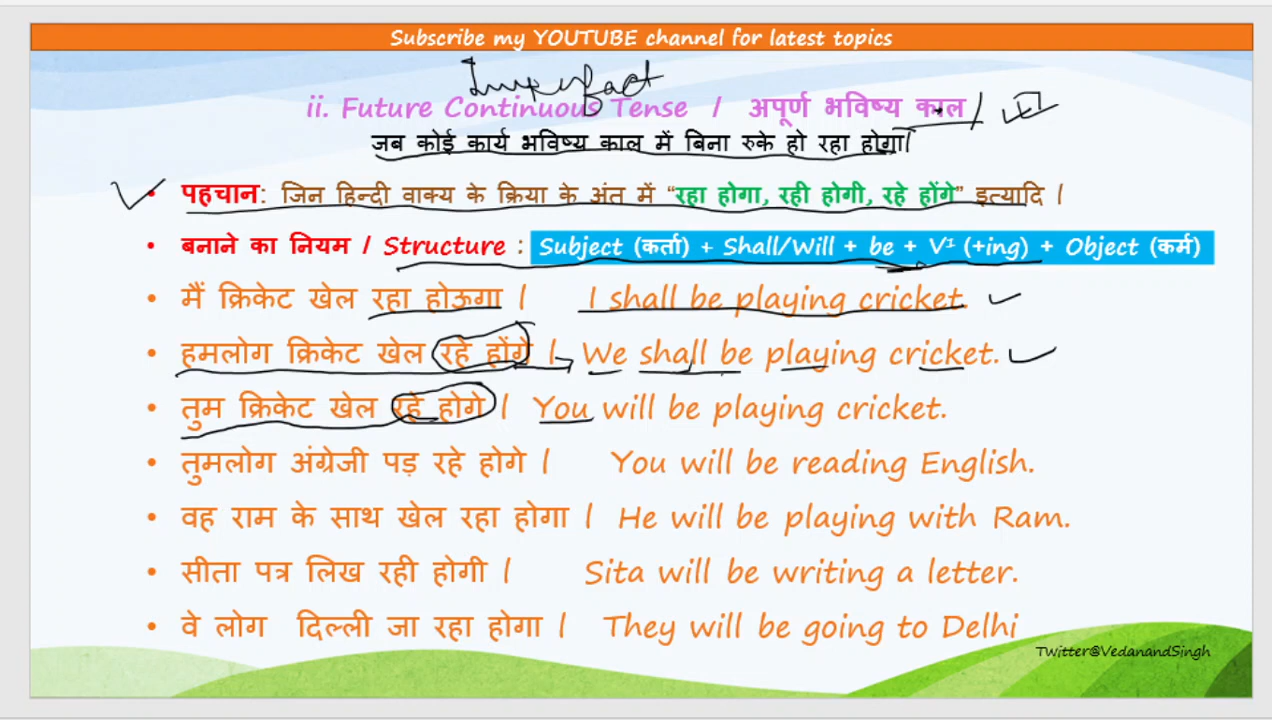 Subscribe my YOUTUBE channel for latest topics
Imperfact
ii. Future Continuous Tense / अपूर्ण भविष्य काल /
जब कोई कार्य भविष्य काल में बिना रुके हो रहा होगा।
• पहचान: जिन हिन्दी वाक्य के क्रिया के अंत में “रहा होगा, रही होगी, रहे होंगे” इत्यादि |
• बनाने का नियम / Structure : Subject (कर्ता) + Shall/Will + be + V¹ (+ing) + Object (कर्म)
• मैं क्रिकेट खेल रहा होऊगा | I shall be playing cricket.
• हमलोग क्रिकेट खेल रहे होंगे | We shall be playing cricket.
• तुम क्रिकेट खेल रहे होगे | You will be playing cricket.
• तुमलोग अंग्रेजी पड़ रहे होगे | You will be reading English.
• वह राम के साथ खेल रहा होगा | He will be playing with Ram.
• सीता पत्र लिख रही होगी | Sita will be writing a letter.
• वे लोग दिल्ली जा रहा होगा | They will be going to Delhi
TWitter@VedanandSingh